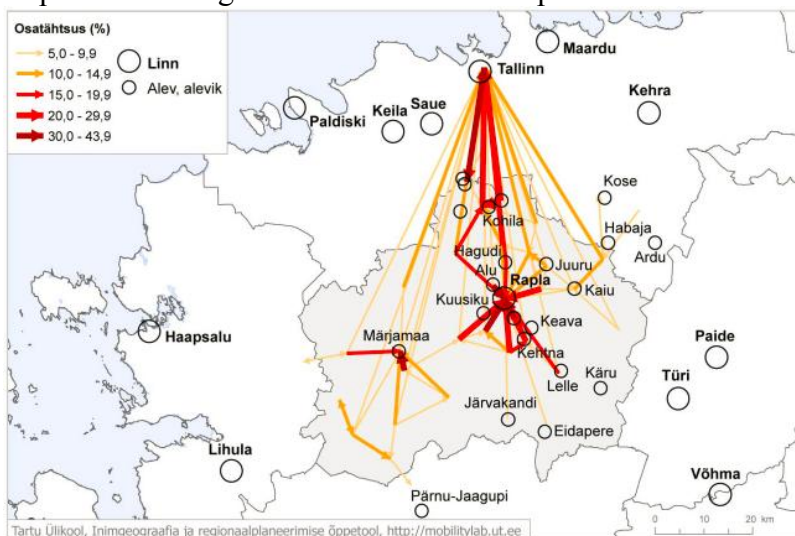 Osatähtsus (%)
5,0 - 9,9
10,0 - 14,9
15,0 - 19,9
20,0 - 29,9
30,0 - 43,9
Linn
Alev, alevik
Maardu
Tallinn
Paldiski
Keila
Saue
Kehra
Kose
Kohila
Habaja
Ardu
Hagudi
Juuru
Alu
Rapla
Kaiu
Kuusiku
Keava
Haapsalu
Märjamaa
Kehtna
Paide
Lelle
Käru
Türi
Järvakandi
Eidapere
Lihula
Võhma
Pärnu-Jaagupi
0 10 20 km
Tartu Ülikool, Inimgeograafia ja regionaalplaneerimise õppetool, http://mobilitylab.ut.ee